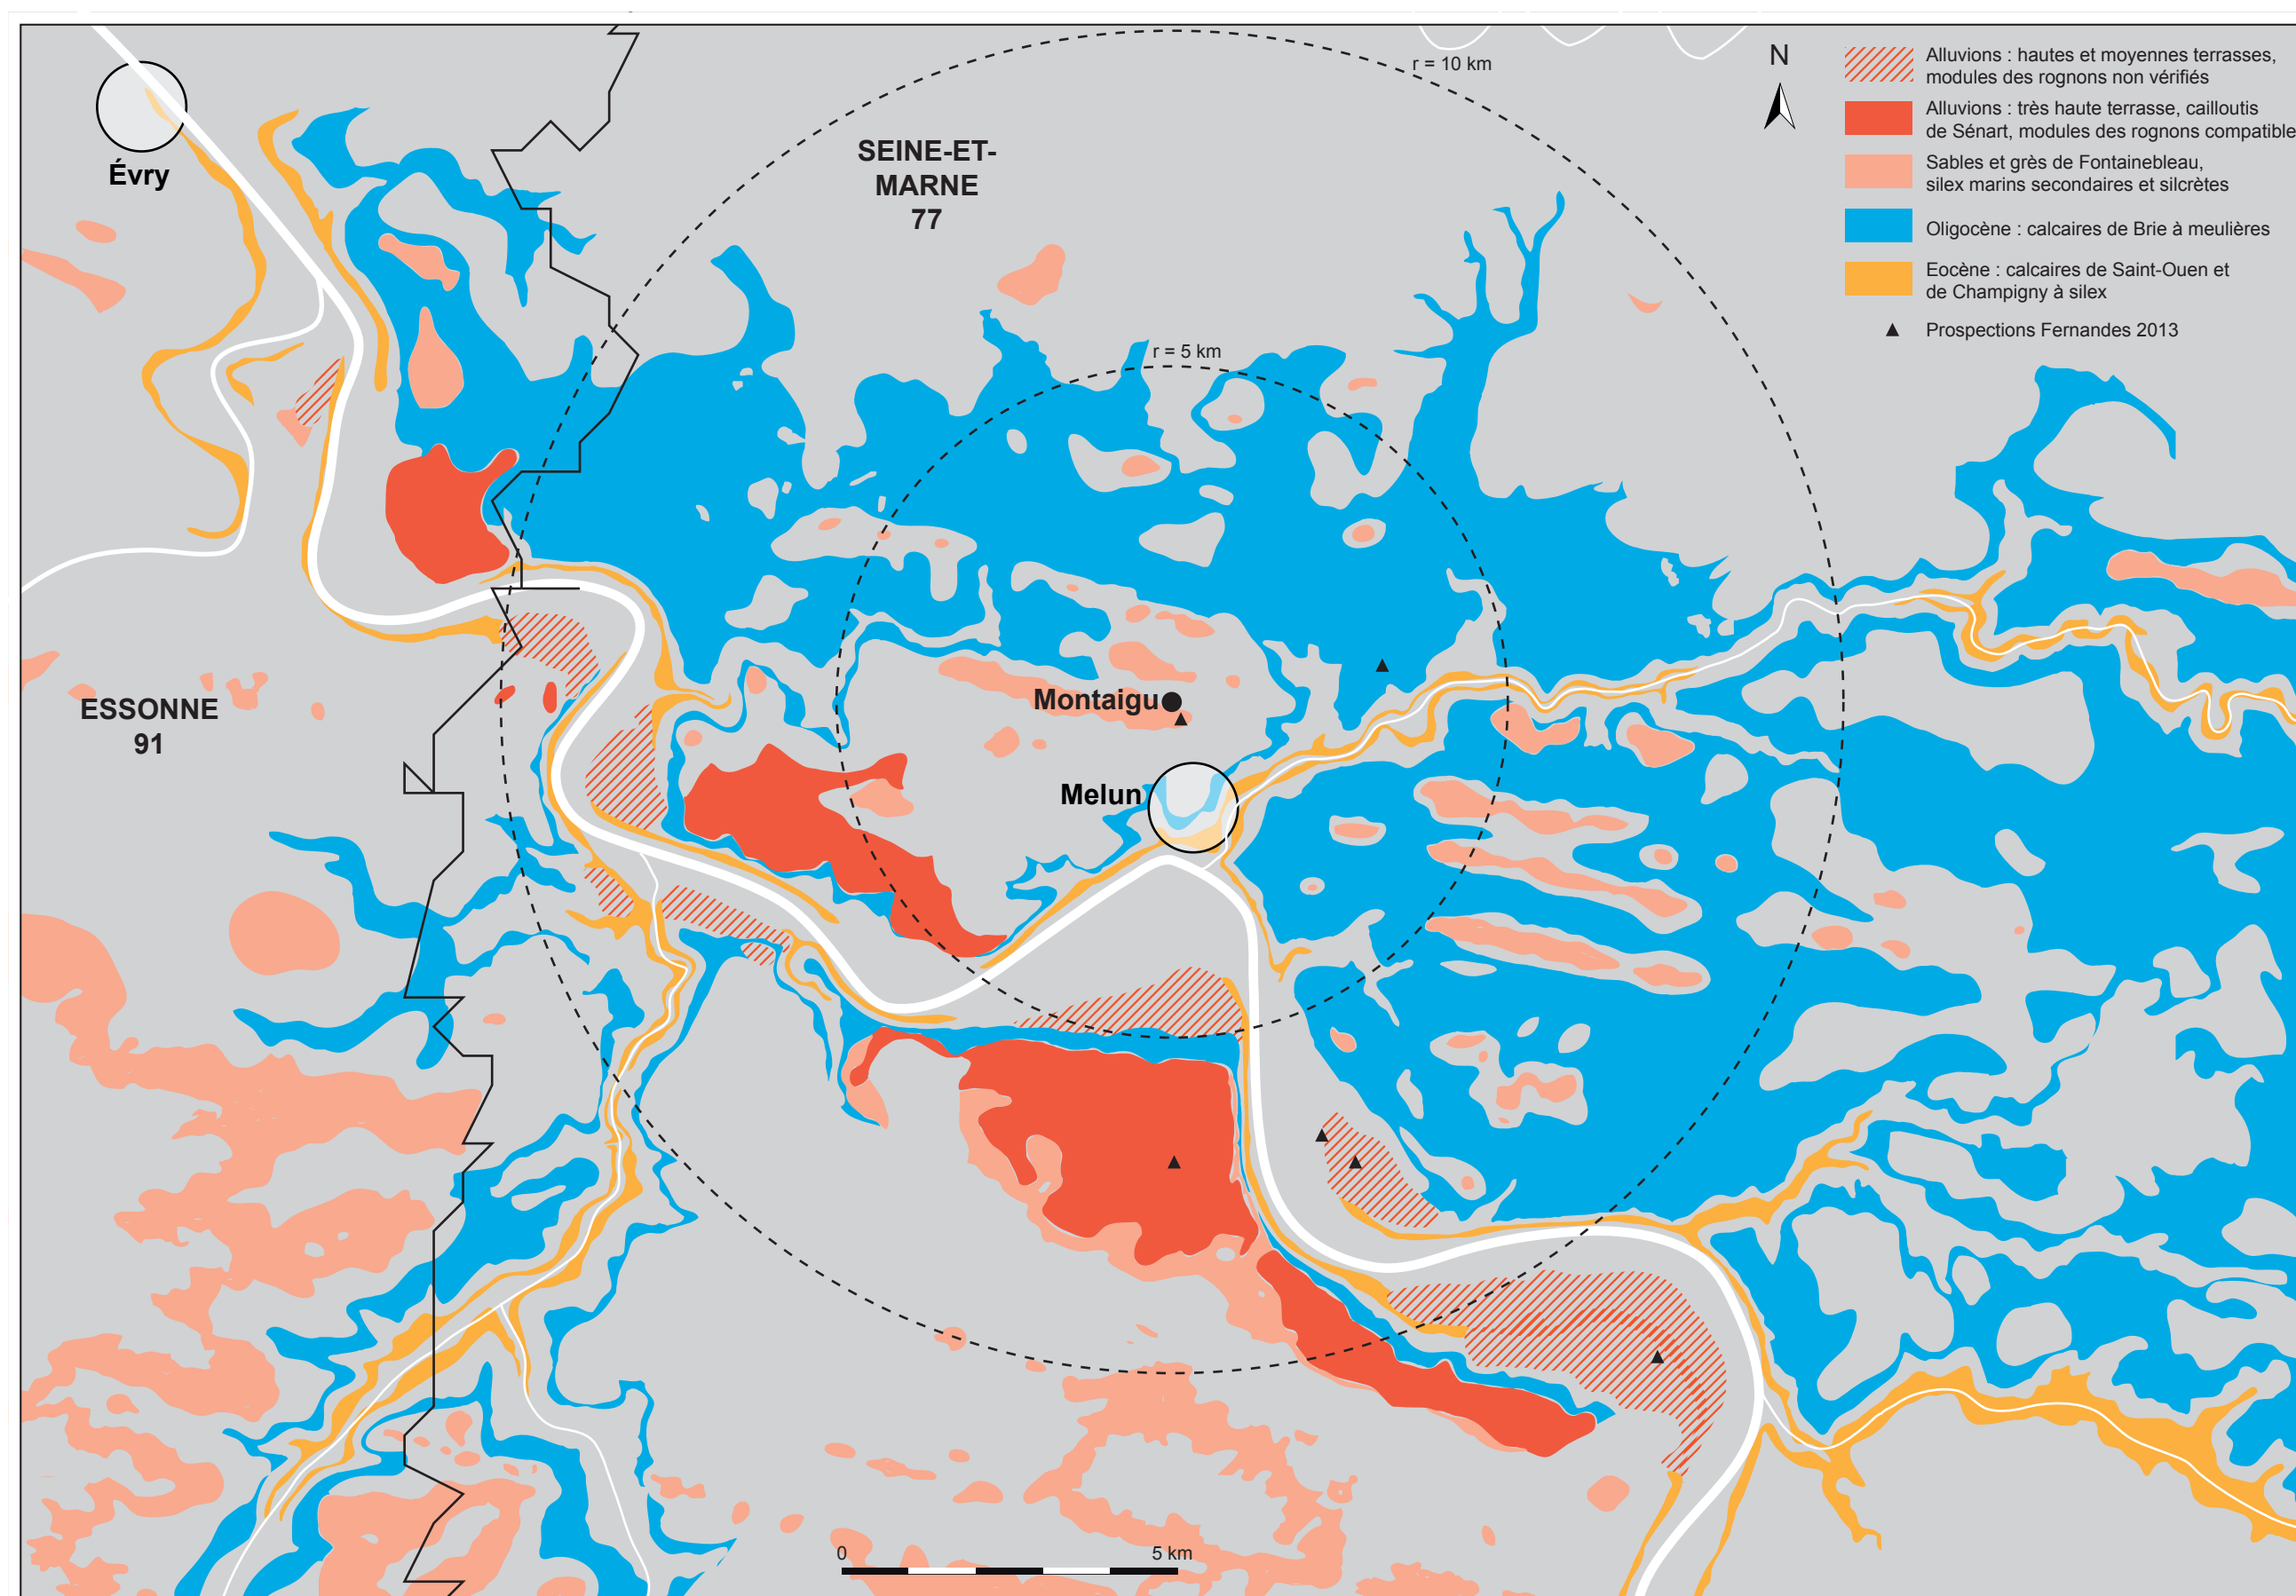 r = 10 km
N
Alluvions : hautes et moyennes terrasses,
modules des rognons non vérifiés
Alluvions : très haute terrasse, cailloutis
de Sénart, modules des rognons compatible
Sables et grès de Fontainebleau,
silex marins secondaires et silcrètes
Oligocène : calcaires de Brie à meulières
Eocène : calcaires de Saint-Ouen et
de Champigny à silex
Prospections Fernandes 2013
Évry
SEINE-ET-
MARNE
77
r = 5 km
ESSONNE
91
Montaigu
Melun
0
5 km